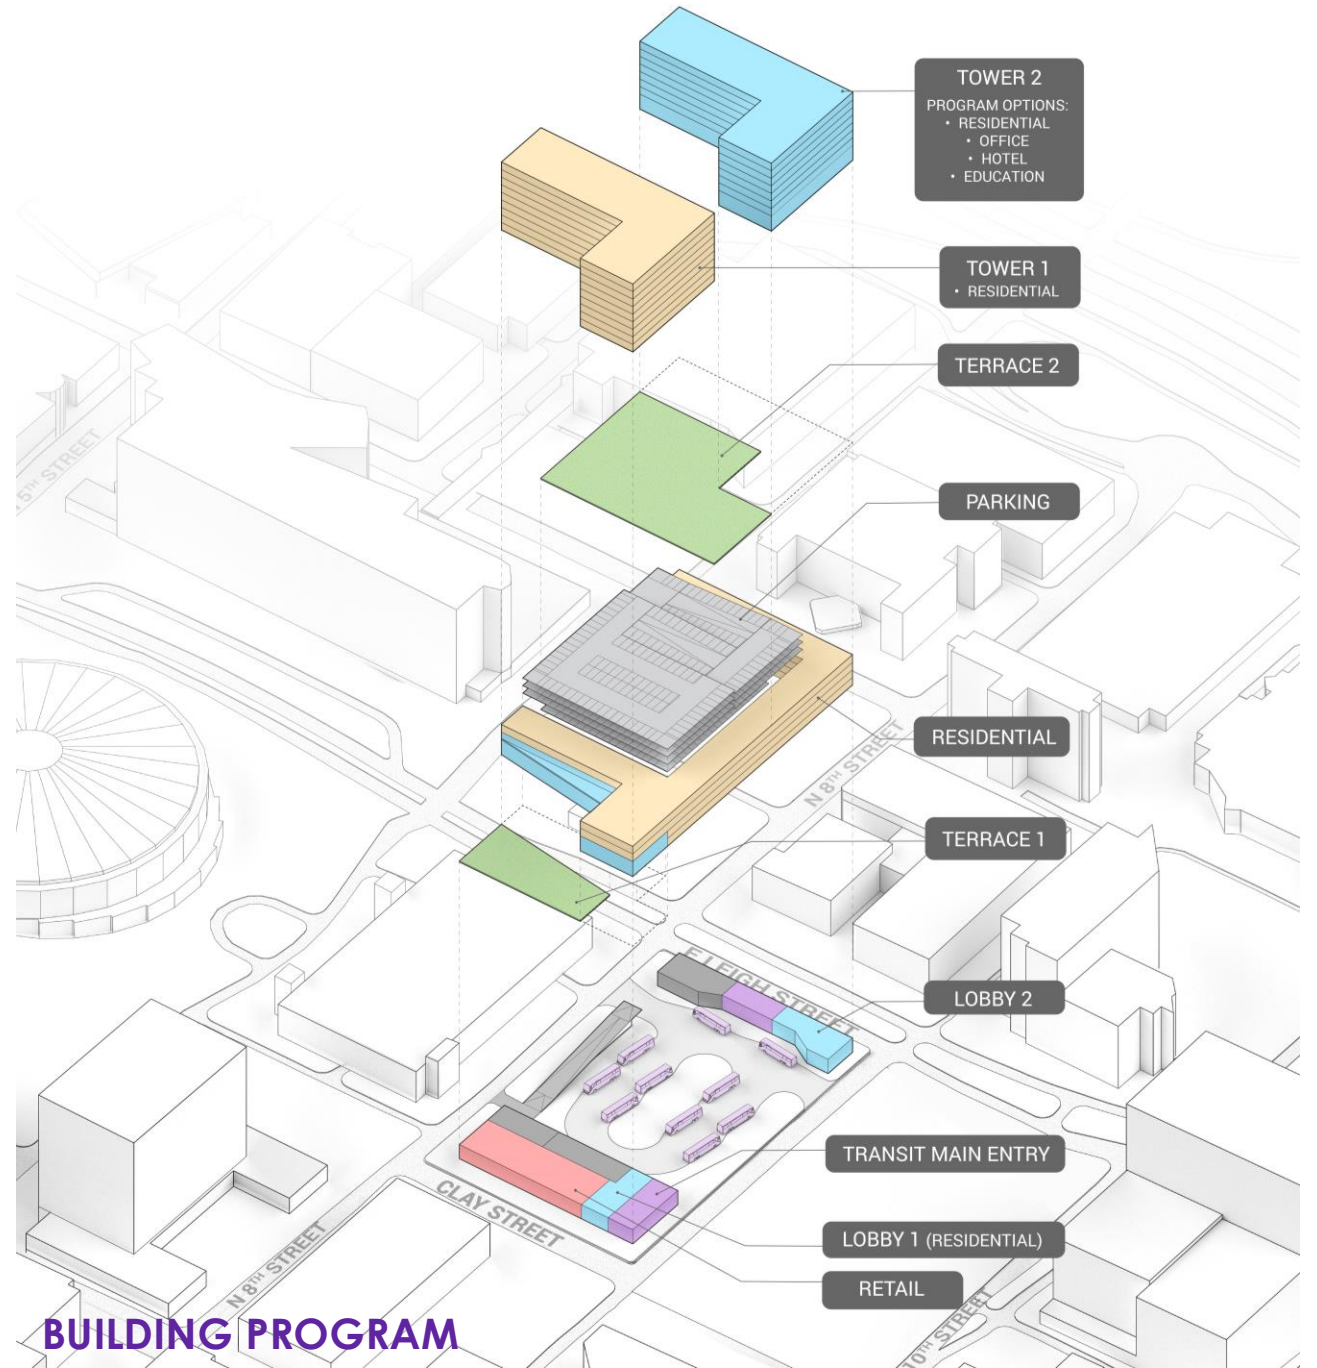 TOWER 2
PROGRAM OPTIONS:
• RESIDENTIAL
• OFFICE
• HOTEL
• EDUCATION
TOWER 1
• RESIDENTIAL
TERRACE 2
5TH STREET
PARKING
RESIDENTIAL
N 8TH STREET
TERRACE 1
E LEIGH STREET
LOBBY 2
TRANSIT MAIN ENTRY
CLAY STREET
LOBBY 1 (RESIDENTIAL)
N 8TH STREET
RETAIL
10TH STREET
BUILDING PROGRAM